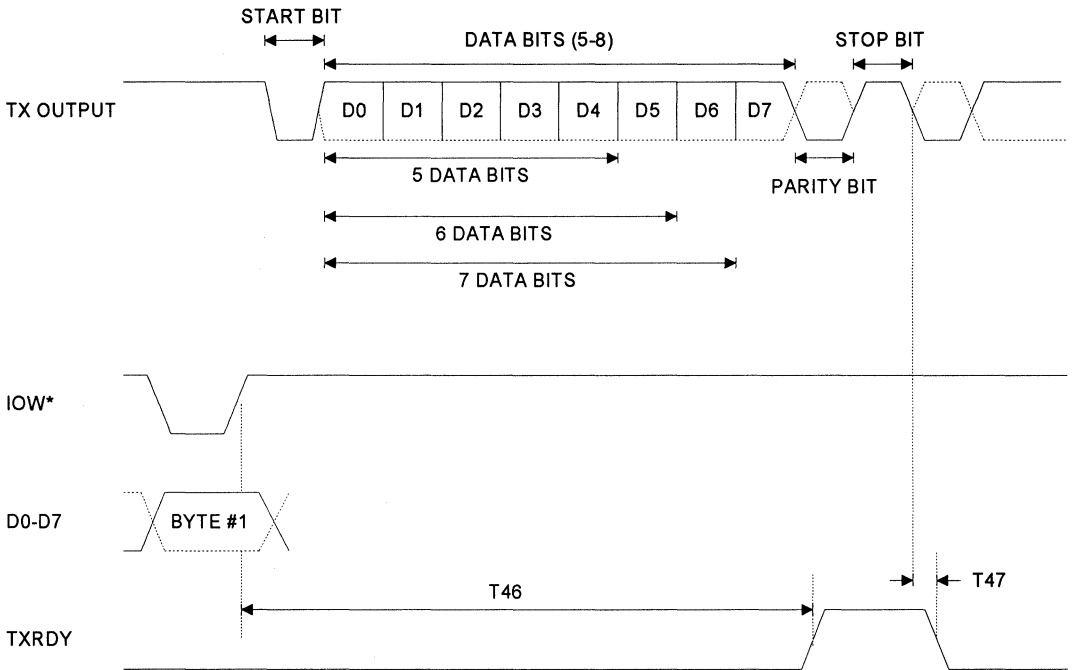 START BIT
DATA BITS (5-8)
STOP BIT
TX OUTPUT
D0 D1 D2 D3 D4 D5 D6 D7
5 DATA BITS
PARITY BIT
6 DATA BITS
7 DATA BITS
IOW*
D0-D7
BYTE #1
T46
T47
TXRDY